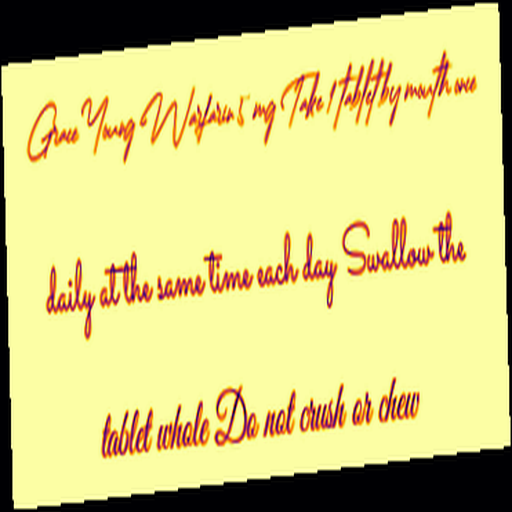 Grace Young Warfarin 5 mg Take 1 tablet by mouth once
daily at the same time each day Swallow the
tablet whole Do not crush or chew